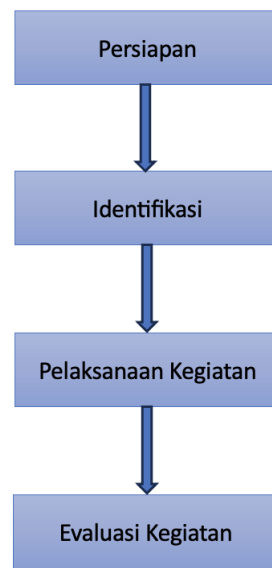 Persiapan
Identifikasi
Pelaksanaan Kegiatan
Evaluasi Kegiatan